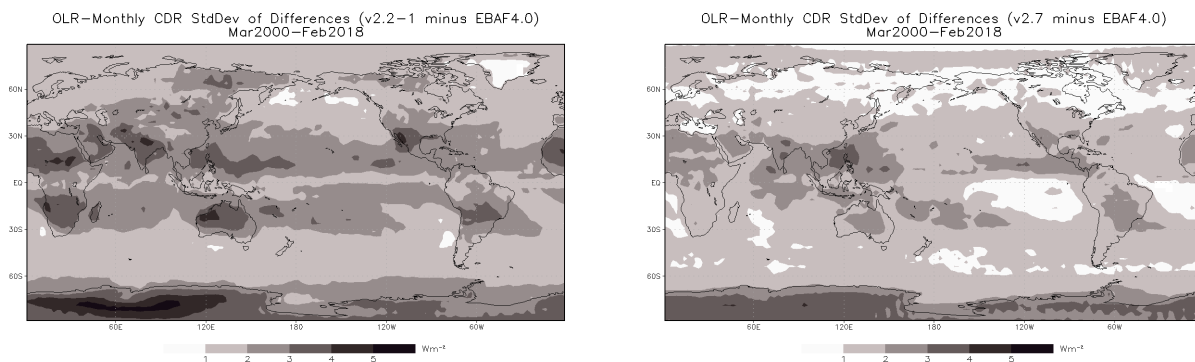 OLR-Monthly CDR StdDev of Differences (v2.2-1 minus EBAF4.0)
Mar2000-Feb2018
60N
30N
EQ
30S
60S
60E
120E
180
120W
60W
1 2 3 4 5 Wm⁻²
OLR-Monthly CDR StdDev of Differences (v2.7 minus EBAF4.0)
Mar2000-Feb2018
60N
30N
EQ
30S
60S
60E
120E
180
120W
60W
1 2 3 4 5 Wm⁻²